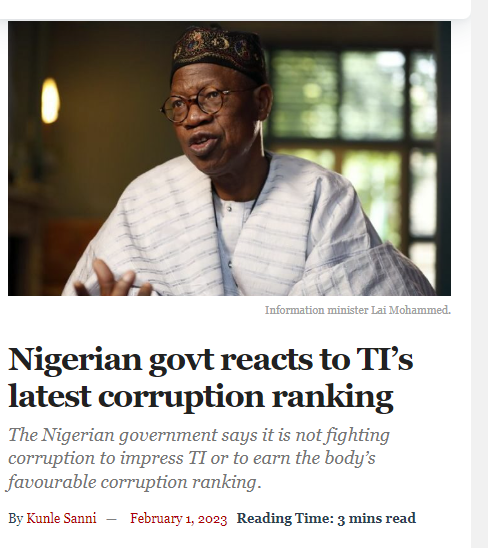 Information minister Lai Mohammed.
Nigerian govt reacts to TI’s
latest corruption ranking
The Nigerian government says it is not fighting
corruption to impress TI or to earn the body’s
favourable corruption ranking.
By Kunle Sanni — February 1, 2023 Reading Time: 3 mins read